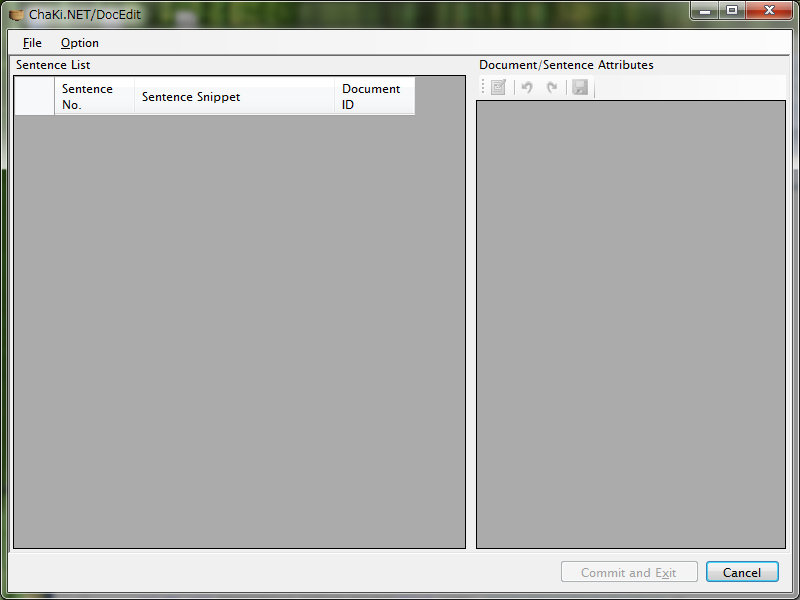 ChaKi.NET/DocEdit
File Option
Sentence List
Document/Sentence Attributes
Sentence
No.
Sentence Snippet
Document
ID
Commit and Exit
Cancel